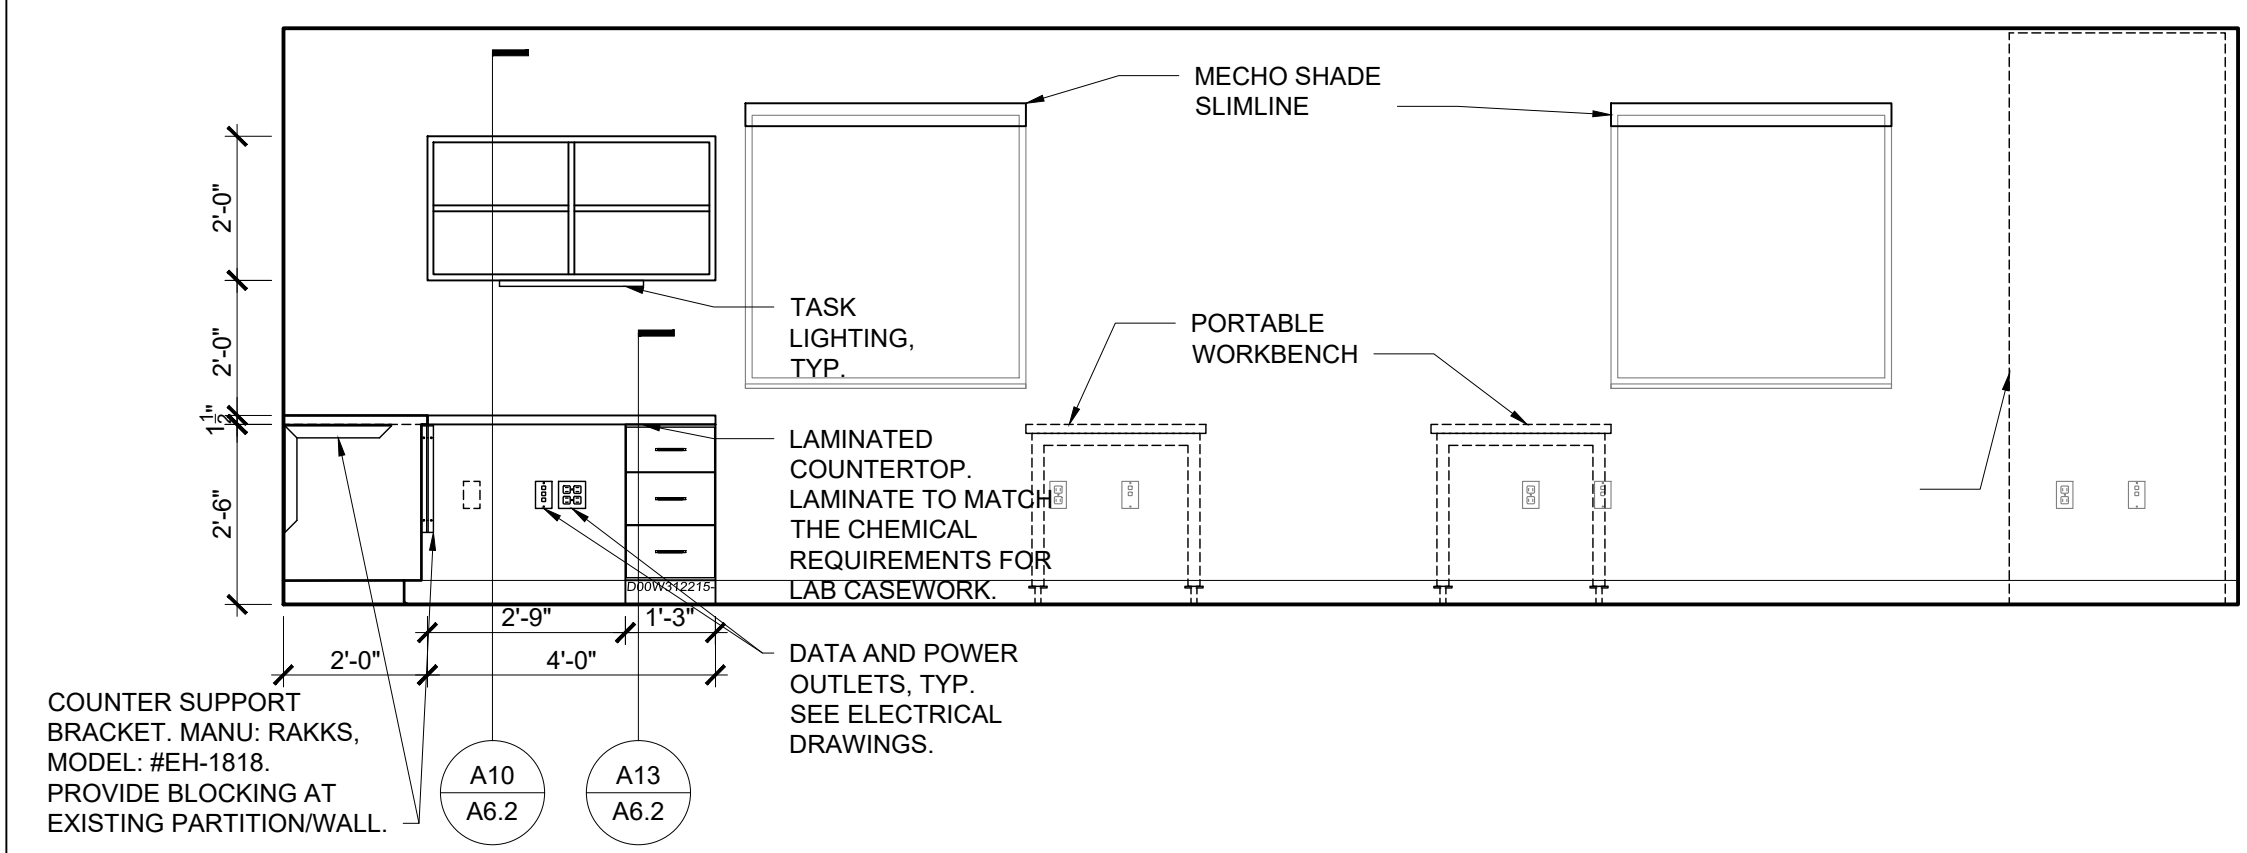 MECHO SHADE
SLIMLINE
2'-0"
TASK
LIGHTING,
TYP.
PORTABLE
WORKBENCH
2'-0"
1 1/2"
LAMINATED
COUNTERTOP.
LAMINATE TO MATCH
THE CHEMICAL
REQUIREMENTS FOR
LAB CASEWORK.
2'-6"
D00W312215-
2'-9"
1'-3"
2'-0"
4'-0"
DATA AND POWER
OUTLETS, TYP.
SEE ELECTRICAL
DRAWINGS.
COUNTER SUPPORT
BRACKET. MANU: RAKKS,
MODEL: #EH-1818.
PROVIDE BLOCKING AT
EXISTING PARTITION/WALL.
A10
A6.2
A13
A6.2